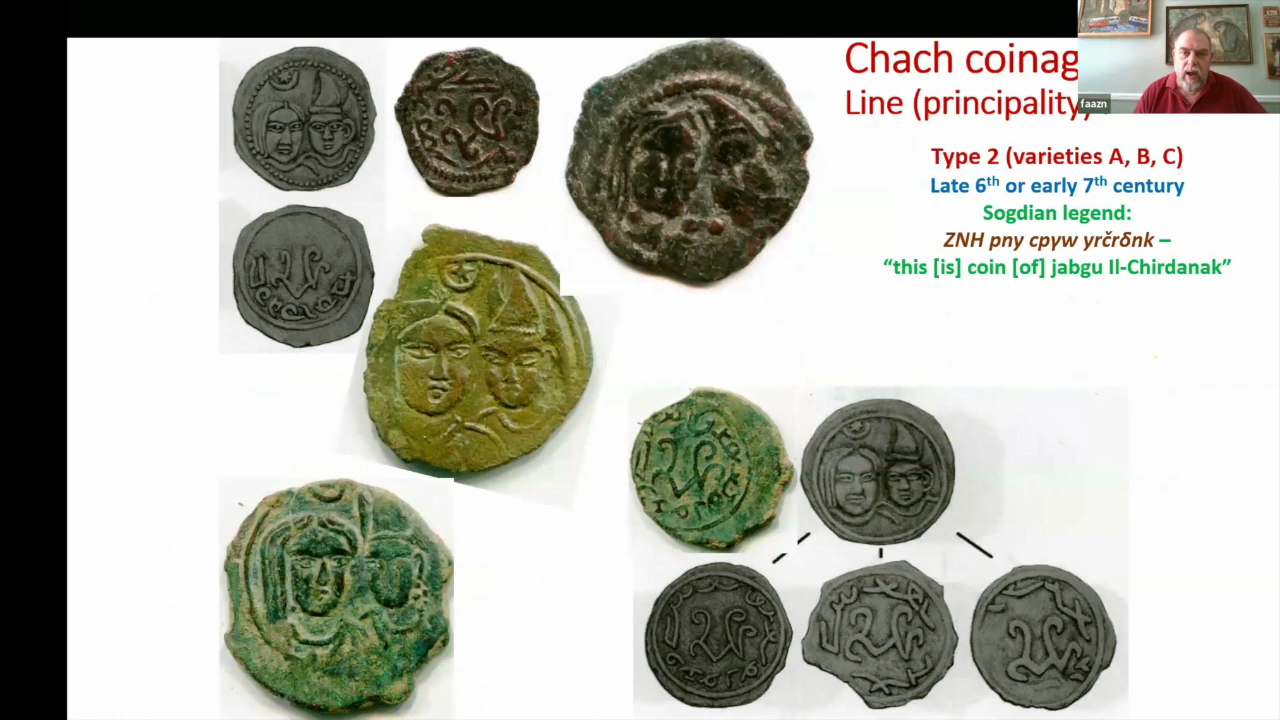 Chach coinag
Line (principality)
faazn
Type 2 (varieties A, B, C)
Late 6th or early 7th century
Sogdian legend:
ZNH pny cpγw yrčrδnk –
“this [is] coin [of] jabgu Il-Chirdanak”